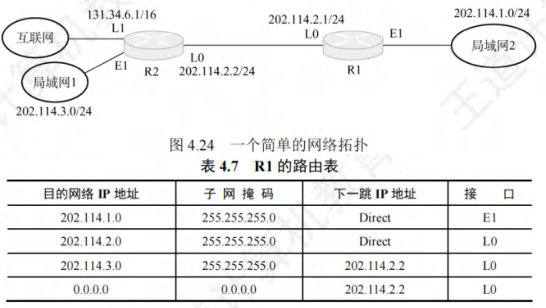 131.34.6.1/16
202.114.2.1/24
202.114.1.0/24
互联网
L1
L0
E1
局域网2
局域网1
E1
R2
L0
202.114.2.2/24
R1
202.114.3.0/24
图 4.24 一个简单的网络拓扑
表 4.7 R1 的路由表
目的网络 IP 地址 子 网 掩 码 下一跳 IP 地址 接 口
202.114.1.0 255.255.255.0 Direct E1
202.114.2.0 255.255.255.0 Direct L0
202.114.3.0 255.255.255.0 202.114.2.2 L0
0.0.0.0 0.0.0.0 202.114.2.2 L0